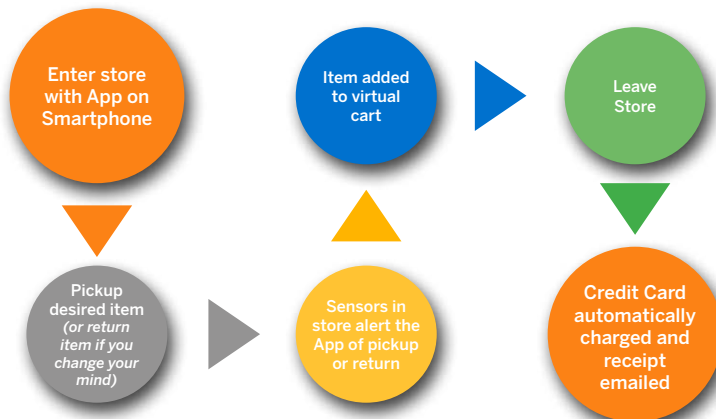 Enter store
with App on
Smartphone
Pickup
desired item
(or return
item if you
change your
mind)
Sensors in
store alert the
App of pickup
or return
Item added
to virtual
cart
Leave
Store
Credit Card
automatically
charged and
receipt
emailed